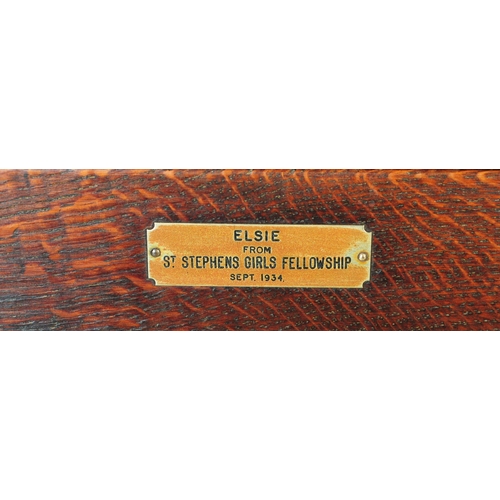 ELSIE
FROM
ST. STEPHENS GIRLS FELLOWSHIP
SEPT. 1934.